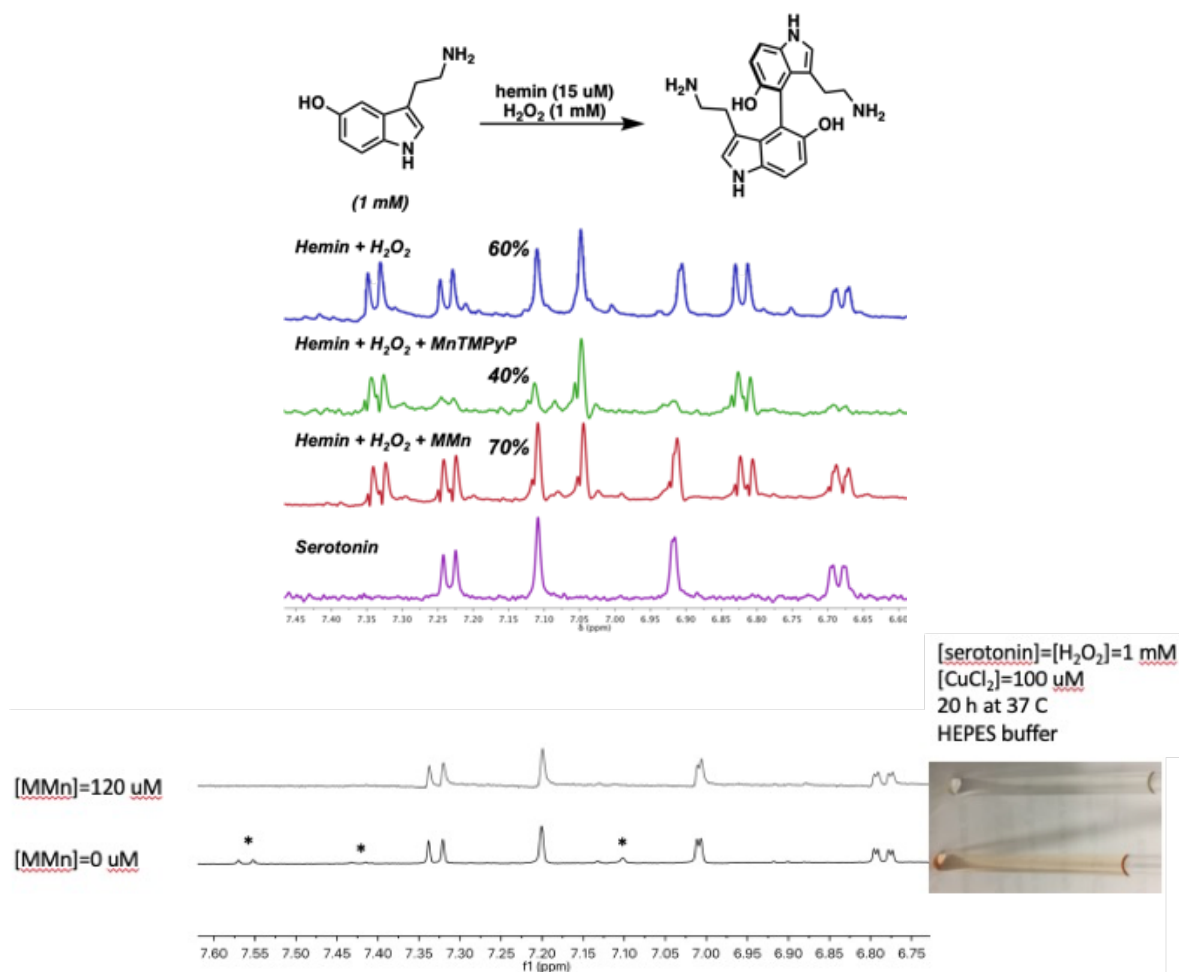 NH2
HO
N
H
(1 mM)
hemin (15 uM)
H2O2 (1 mM)
H
N
H2N
HO
NH2
OH
N
H
Hemin + H2O2 60%
Hemin + H2O2 + MnTMPyP
40%
Hemin + H2O2 + MMn 70%
Serotonin
7.45 7.40 7.35 7.30 7.25 7.20 7.15 7.10 7.05 7.00 6.95 6.90 6.85 6.80 6.75 6.70 6.65 6.60
δ (ppm)
[serotonin]=[H2O2]=1 mM
[CuCl2]=100 uM
20 h at 37 C
HEPES buffer
[MMn]=120 uM
[MMn]=0 uM
* * *
7.60 7.55 7.50 7.45 7.40 7.35 7.30 7.25 7.20 7.15 7.10 7.05 7.00 6.95 6.90 6.85 6.80 6.75
f1 (ppm)